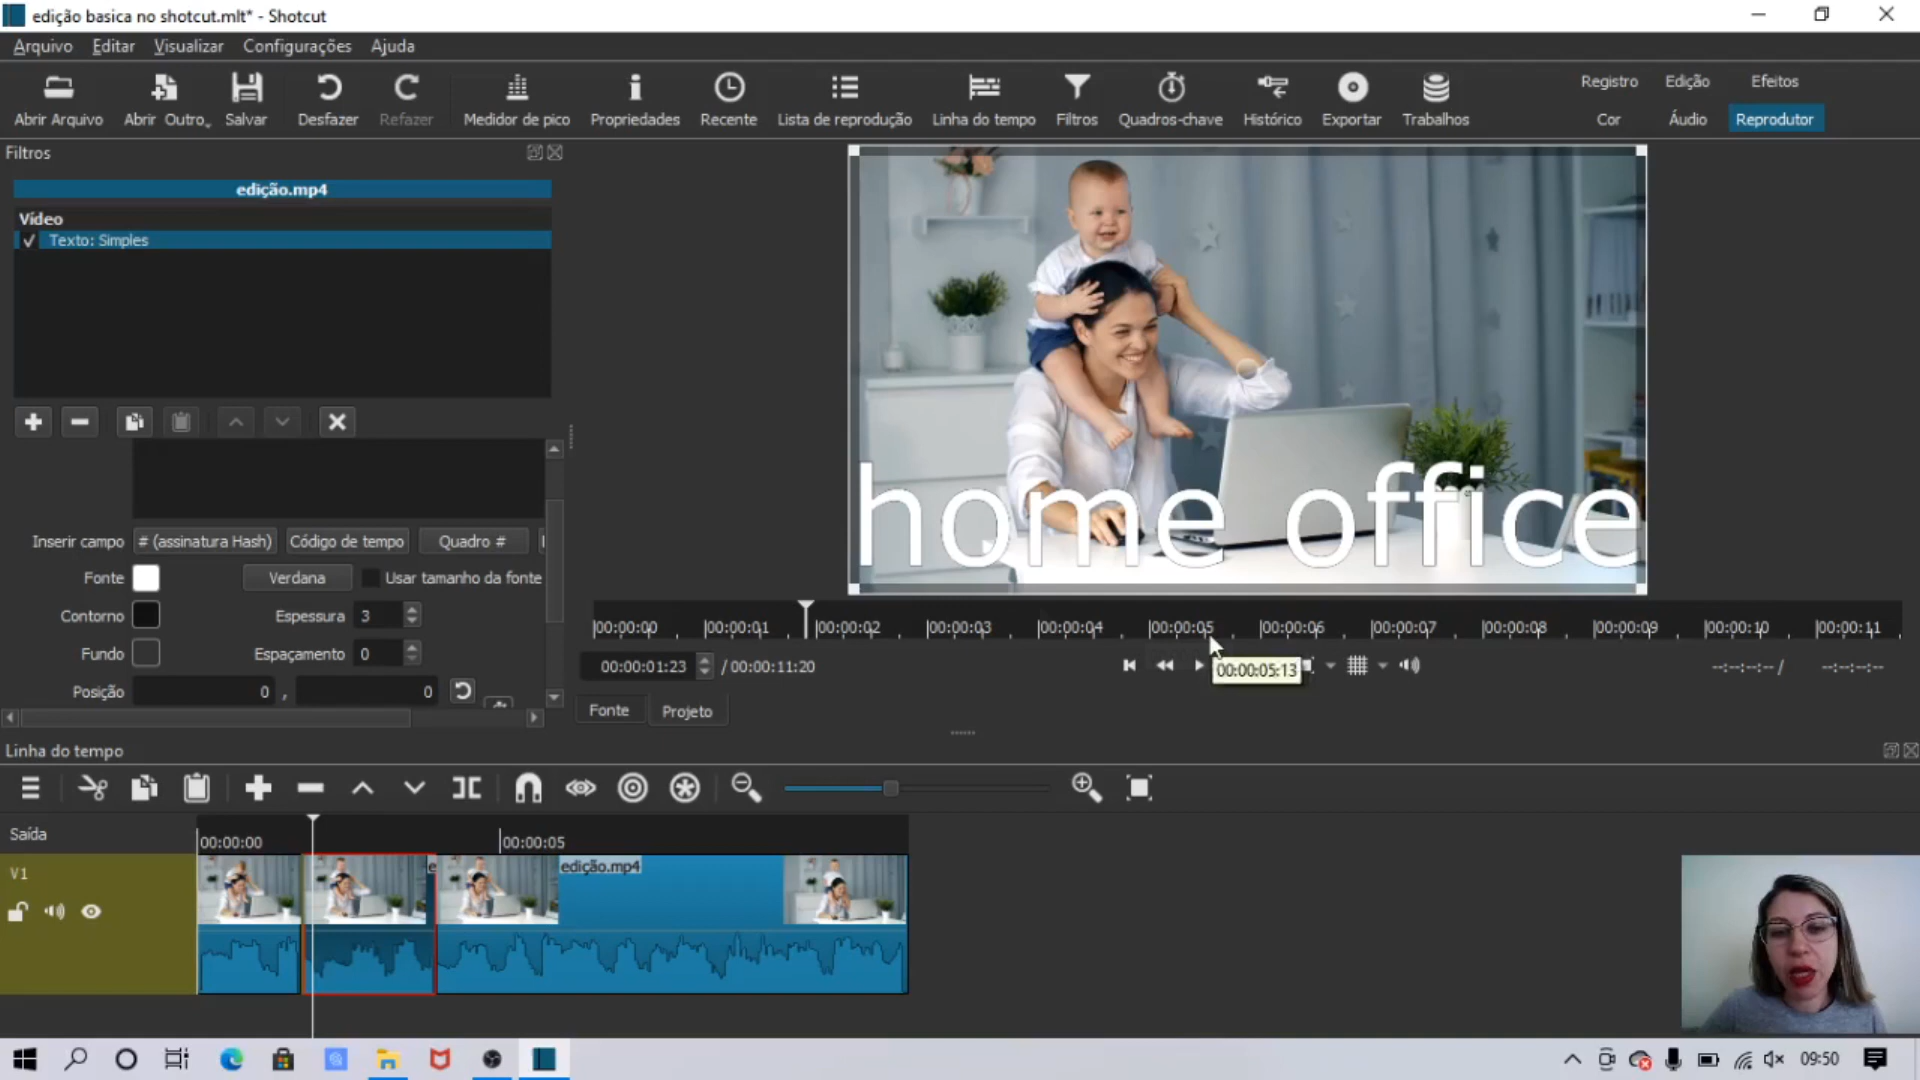 edição basica no shotcut.mlt* - Shotcut
Arquivo Editar Visualizar Configurações Ajuda
Abrir Arquivo Abrir Outro Salvar Desfazer Refazer Medidor de pico Propriedades Recente Lista de reprodução Linha do tempo Filtros Quadros-chave Histórico Exportar Trabalhos
Registro Edição Efeitos
Cor Áudio Reprodutor
Filtros
edição.mp4
Vídeo
Texto: Simples
Inserir campo # (assinatura Hash) Código de tempo Quadro #
Fonte Verdana Usar tamanho da fonte
Contorno Espessura 3
Fundo Espaçamento 0
Posição 0 , 0
home office
00:00:00 00:00:01 00:00:02 00:00:03 00:00:04 00:00:05 00:00:06 00:00:07 00:00:08 00:00:09 00:00:10 00:00:11
00:00:01:23 / 00:00:11:20
00:00:05:13
--:--:--:-- / --:--:--:--
Fonte Projeto
Linha do tempo
Saída
00:00:00 00:00:05
V1
edição.mp4
09:50